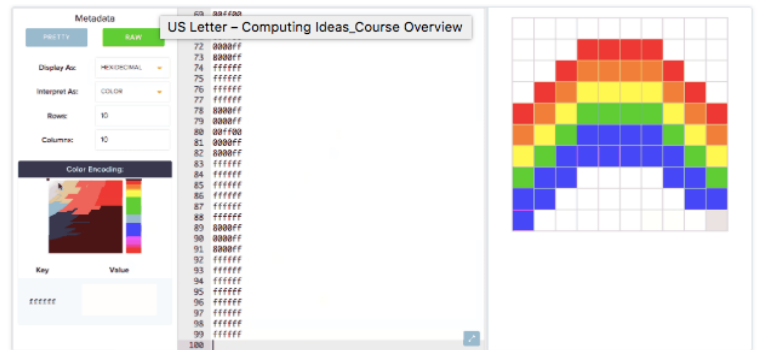 Metadata
PRETTY
RAW
Display As:
HEXIDECIMAL
Interpret As:
COLOR
Rows:
10
Columns:
10
Color Encoding:
Key
Value
ffffff
US Letter – Computing Ideas_Course Overview
69 00ff00
72 0000ff
73 8000ff
74 ffffff
75 ffffff
76 ffffff
77 ffffff
78 8000ff
79 0000ff
80 00ff00
81 0000ff
82 8000ff
83 ffffff
84 ffffff
85 ffffff
86 ffffff
87 ffffff
88 ffffff
89 8000ff
90 0000ff
91 8000ff
92 ffffff
93 ffffff
94 ffffff
95 ffffff
96 ffffff
97 ffffff
98 ffffff
99 ffffff
100